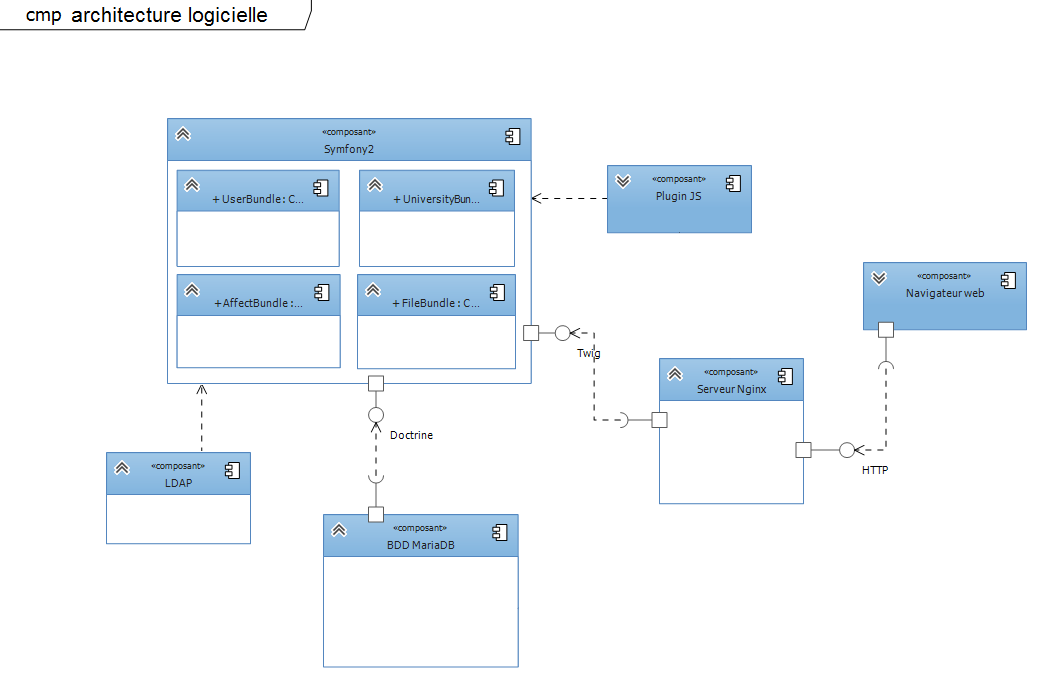 cmp architecture logicielle
«composant»
Symfony2
+ UserBundle : C...
+ UniversityBun...
+AffectBundle :...
+ FileBundle : C...
«composant»
Plugin JS
«composant»
Navigateur web
Twig
«composant»
Serveur Nginx
HTTP
Doctrine
«composant»
LDAP
«composant»
BDD MariaDB